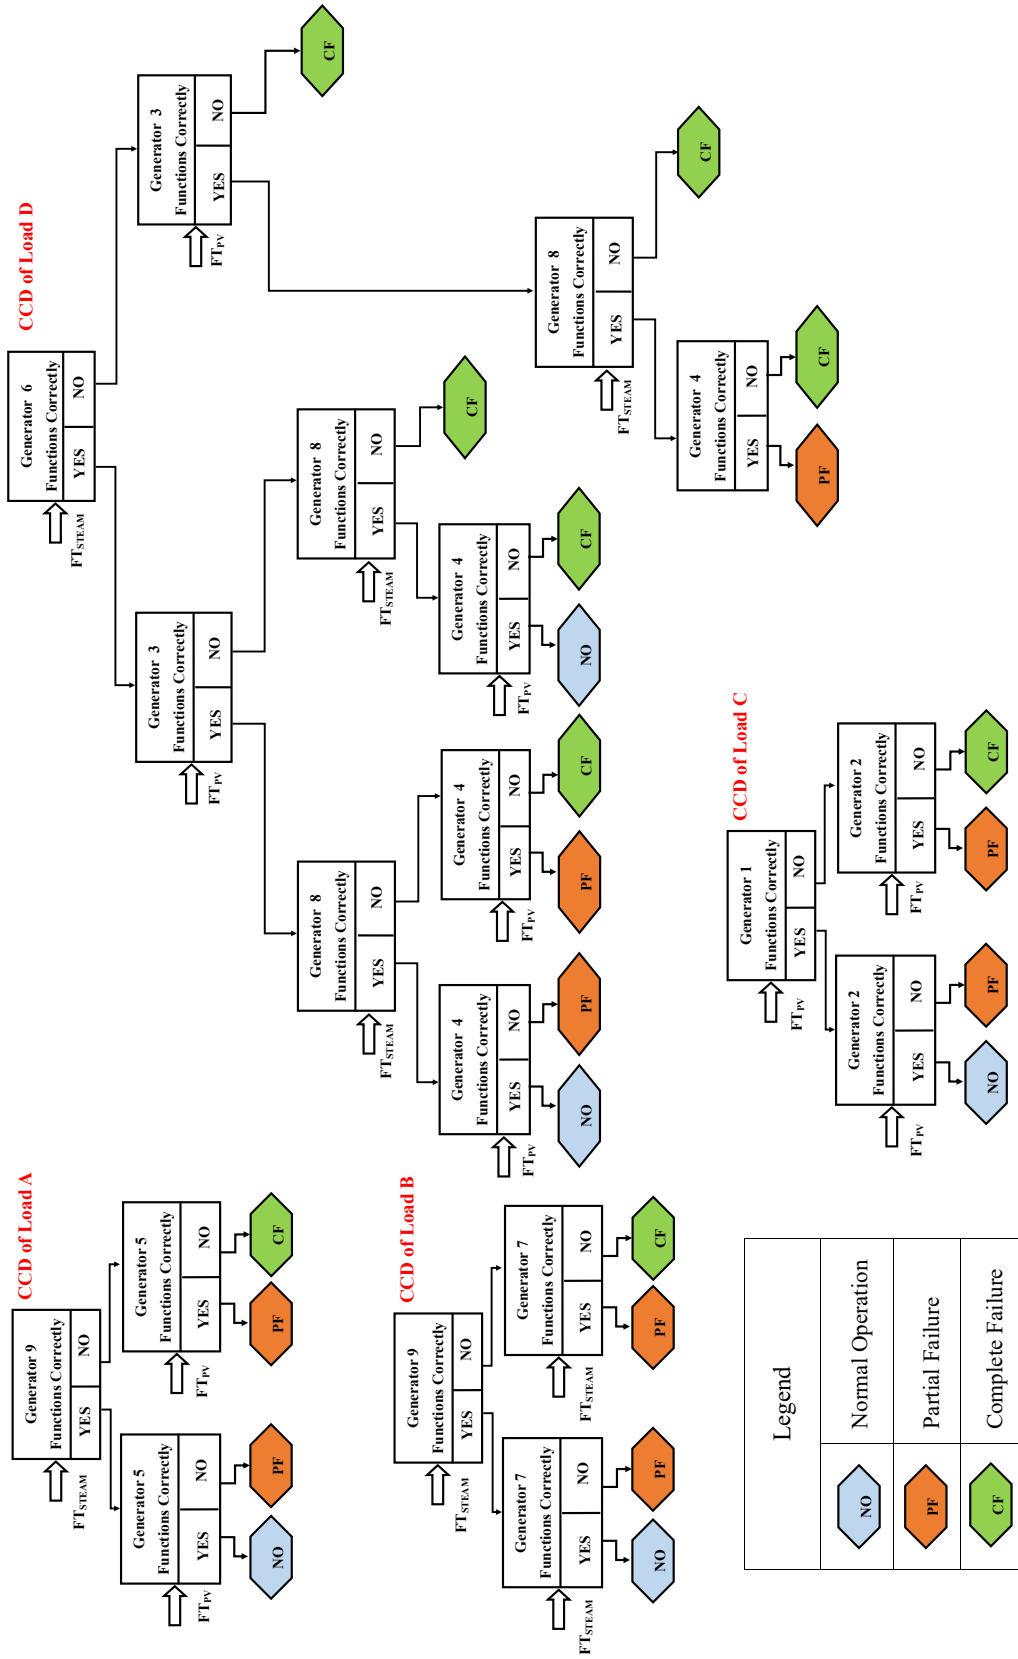 CCD of Load A
Generator 9
Functions Correctly
YES NO
FTSTEAM
Generator 5
Functions Correctly
YES NO
FTPV
NO
PF
Generator 5
Functions Correctly
YES NO
FTPV
PF
CF
CCD of Load D
Generator 6
Functions Correctly
YES NO
FTSTEAM
Generator 3
Functions Correctly
YES NO
FTPV
Generator 3
Functions Correctly
YES NO
FTPV
CF
Generator 8
Functions Correctly
YES NO
FTSTEAM
Generator 8
Functions Correctly
YES NO
FTSTEAM
CF
Generator 4
Functions Correctly
YES NO
FTPV
NO
PF
Generator 4
Functions Correctly
YES NO
FTPV
PF
CF
Generator 4
Functions Correctly
YES NO
FTPV
NO
CF
Generator 8
Functions Correctly
YES NO
FTSTEAM
CF
Generator 4
Functions Correctly
YES NO
PF
CF
CCD of Load B
Generator 9
Functions Correctly
YES NO
FTSTEAM
Generator 7
Functions Correctly
YES NO
FTSTEAM
NO
PF
Generator 7
Functions Correctly
YES NO
FTSTEAM
PF
CF
CCD of Load C
Generator 1
Functions Correctly
YES NO
FTPV
Generator 2
Functions Correctly
YES NO
FTPV
NO
PF
Generator 2
Functions Correctly
YES NO
FTPV
PF
CF
Legend
NO Normal Operation
PF Partial Failure
CF Complete Failure